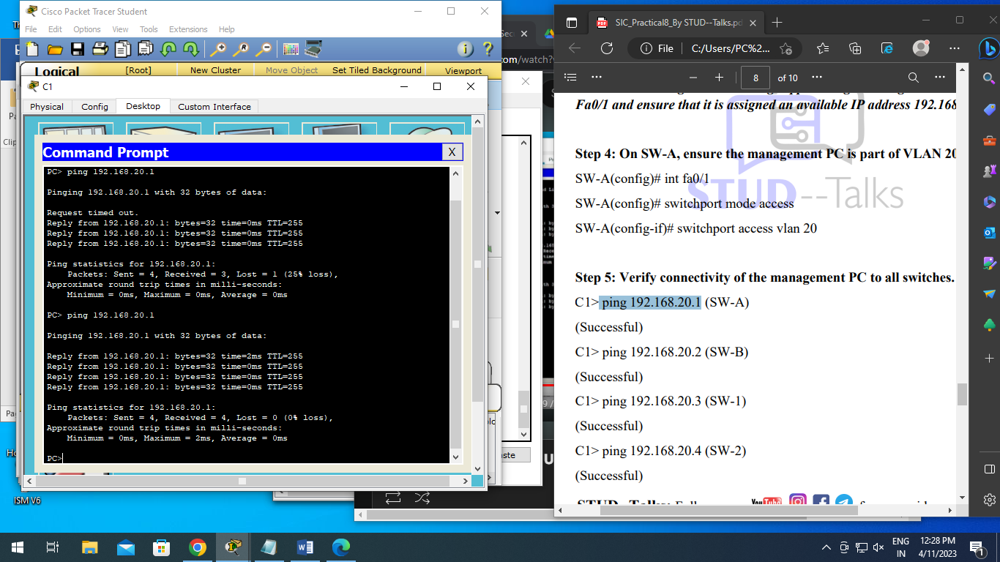 Cisco Packet Tracer Student
File Edit Options View Tools Extensions Help
Logical [Root] New Cluster Move Object Set Tiled Background Viewport
C1
Physical Config Desktop Custom Interface
Command Prompt X
PC> ping 192.168.20.1
Pinging 192.168.20.1 with 32 bytes of data:
Request timed out.
Reply from 192.168.20.1: bytes=32 time=0ms TTL=255
Reply from 192.168.20.1: bytes=32 time=0ms TTL=255
Reply from 192.168.20.1: bytes=32 time=0ms TTL=255
Ping statistics for 192.168.20.1:
Packets: Sent = 4, Received = 3, Lost = 1 (25% loss),
Approximate round trip times in milli-seconds:
Minimum = 0ms, Maximum = 0ms, Average = 0ms
PC> ping 192.168.20.1
Pinging 192.168.20.1 with 32 bytes of data:
Reply from 192.168.20.1: bytes=32 time=2ms TTL=255
Reply from 192.168.20.1: bytes=32 time=0ms TTL=255
Reply from 192.168.20.1: bytes=32 time=0ms TTL=255
Reply from 192.168.20.1: bytes=32 time=0ms TTL=255
Ping statistics for 192.168.20.1:
Packets: Sent = 4, Received = 4, Lost = 0 (0% loss),
Approximate round trip times in milli-seconds:
Minimum = 0ms, Maximum = 2ms, Average = 0ms
PC>
ISM V6
SIC_Practical8_By STUD--Talks.pd
File C:/Users/PC%2...
8 of 10
Fa0/1 and ensure that it is assigned an available IP address 192.168
Step 4: On SW-A, ensure the management PC is part of VLAN 20
SW-A(config)# int fa0/1
STUD--Talks
SW-A(config)# switchport mode access
SW-A(config-if)# switchport access vlan 20
Step 5: Verify connectivity of the management PC to all switches.
C1> ping 192.168.20.1 (SW-A)
(Successful)
C1> ping 192.168.20.2 (SW-B)
(Successful)
C1> ping 192.168.20.3 (SW-1)
(Successful)
C1> ping 192.168.20.4 (SW-2)
(Successful)
ENG
IN
12:28 PM
4/11/2023
1